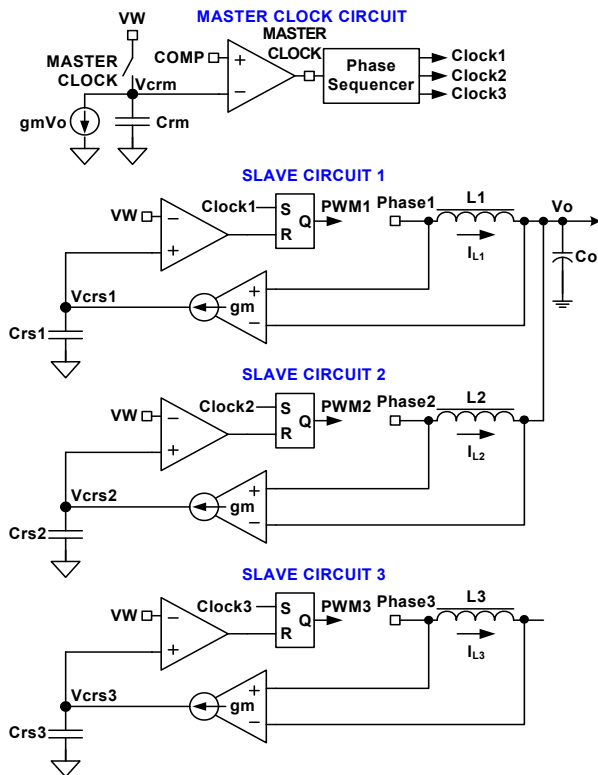 MASTER CLOCK CIRCUIT
VW
MASTER
CLOCK
COMP
MASTER
CLOCK
Vcrm
gmVo
Crm
+
−
Phase
Sequencer
Clock1
Clock2
Clock3
SLAVE CIRCUIT 1
VW
−
+
Clock1
S
R
Q
PWM1
Phase1
L1
IL1
Vo
Co
Vcrs1
Crs1
gm
+
−
SLAVE CIRCUIT 2
VW
−
+
Clock2
S
R
Q
PWM2
Phase2
L2
IL2
Vcrs2
Crs2
gm
+
−
SLAVE CIRCUIT 3
VW
−
+
Clock3
S
R
Q
PWM3
Phase3
L3
IL3
Vcrs3
Crs3
gm
+
−